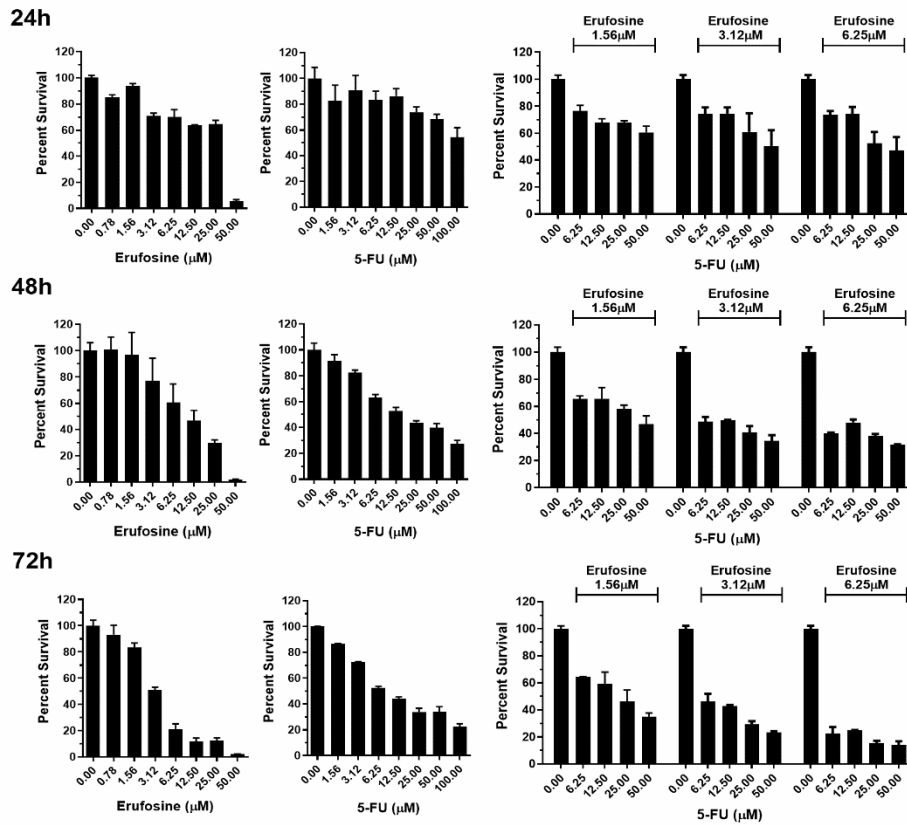 24h
Erufosine
1.56μM
Erufosine
3.12μM
Erufosine
6.25μM
Percent Survival
120
100
80
60
40
20
0
0.00 0.78 1.56 3.12 6.25 12.50 25.00 50.00
Erufosine (μM)
Percent Survival
120
100
80
60
40
20
0
0.00 1.56 3.12 6.25 12.50 25.00 50.00 100.00
5-FU (μM)
Percent Survival
120
100
80
60
40
20
0
0.00 6.25 12.50 25.00 50.00 0.00 6.25 12.50 25.00 50.00 0.00 6.25 12.50 25.00 50.00
5-FU (μM)
48h
Erufosine
1.56μM
Erufosine
3.12μM
Erufosine
6.25μM
Percent Survival
120
100
80
60
40
20
0
0.00 0.78 1.56 3.12 6.25 12.50 25.00 50.00
Erufosine (μM)
Percent Survival
120
100
80
60
40
20
0
0.00 1.56 3.12 6.25 12.50 25.00 50.00 100.00
5-FU (μM)
Percent Survival
120
100
80
60
40
20
0
0.00 6.25 12.50 25.00 50.00 0.00 6.25 12.50 25.00 50.00 0.00 6.25 12.50 25.00 50.00
5-FU (μM)
72h
Erufosine
1.56μM
Erufosine
3.12μM
Erufosine
6.25μM
Percent Survival
120
100
80
60
40
20
0
0.00 0.78 1.56 3.12 6.25 12.50 25.00 50.00
Erufosine (μM)
Percent Survival
120
100
80
60
40
20
0
0.00 1.56 3.12 6.25 12.50 25.00 50.00 100.00
5-FU (μM)
Percent Survival
120
100
80
60
40
20
0
0.00 6.25 12.50 25.00 50.00 0.00 6.25 12.50 25.00 50.00 0.00 6.25 12.50 25.00 50.00
5-FU (μM)